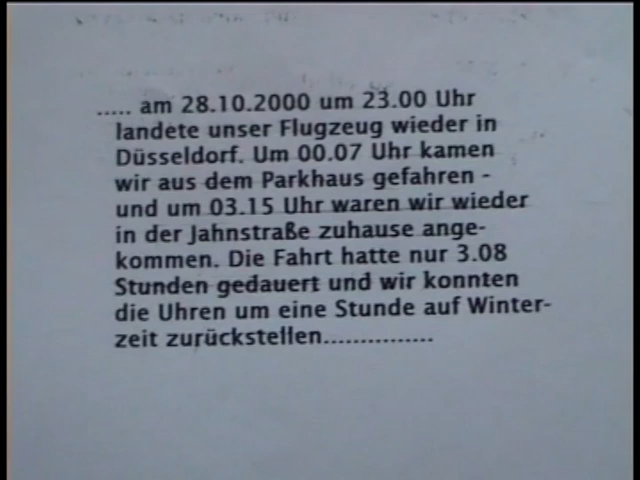 ..... am 28.10.2000 um 23.00 Uhr
landete unser Flugzeug wieder in
Düsseldorf. Um 00.07 Uhr kamen
wir aus dem Parkhaus gefahren -
und um 03.15 Uhr waren wir wieder
in der Jahnstraße zuhause ange-
kommen. Die Fahrt hatte nur 3.08
Stunden gedauert und wir konnten
die Uhren um eine Stunde auf Winter-
zeit zurückstellen...............